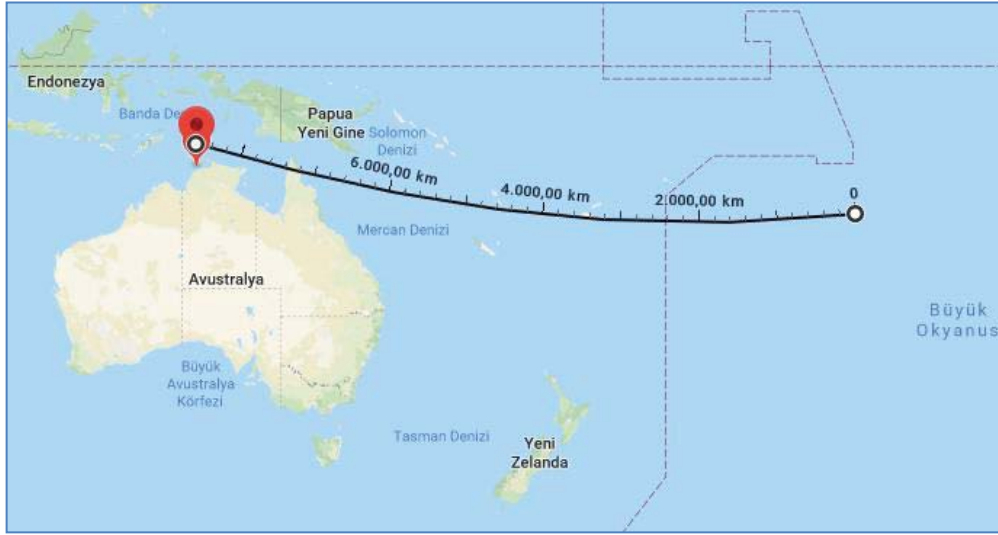 Endonezya
Banda De
Papua
Yeni Gine
Solomon
Denizi
6.000,00 km
4.000,00 km
2.000,00 km
0
Mercan Denizi
Avustralya
Büyük
Okyanus
Büyük
Avustralya
Körfezi
Tasman Denizi
Yeni
Zelanda